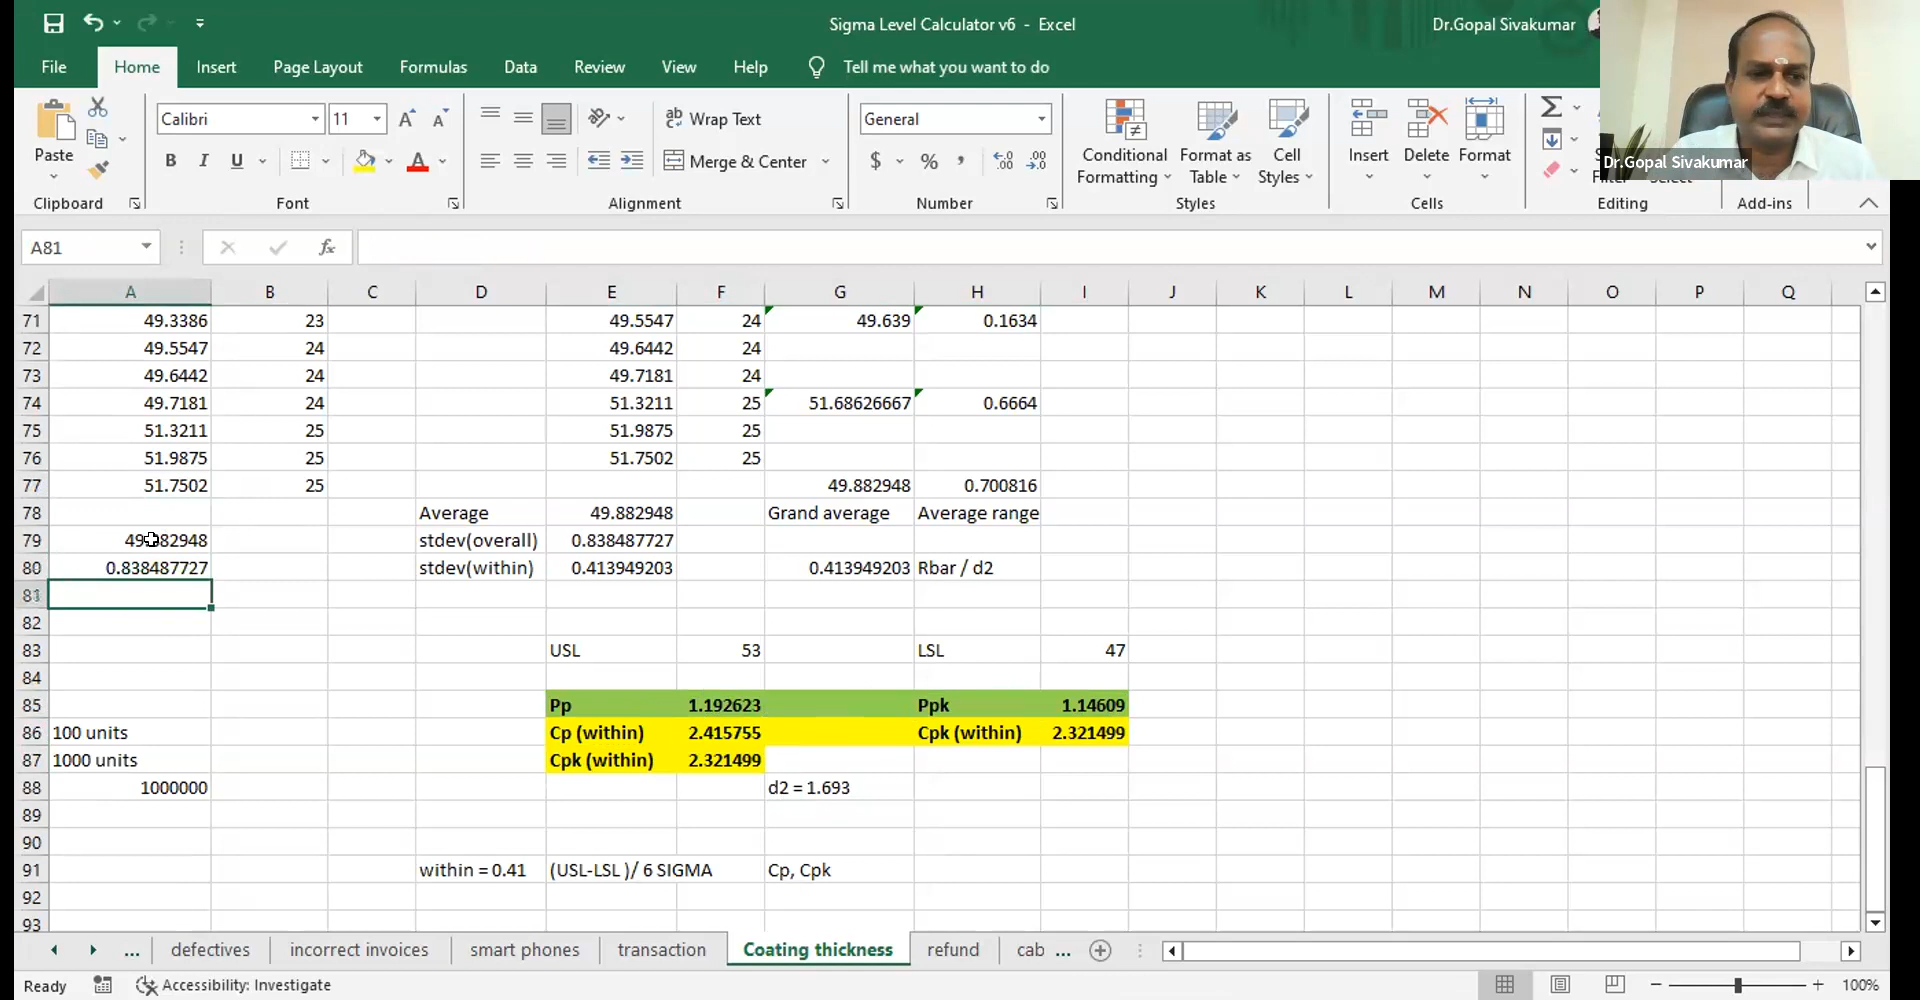 Sigma Level Calculator v6 - Excel
Dr.Gopal Sivakumar
File Home Insert Page Layout Formulas Data Review View Help Tell me what you want to do
Calibri 11 Wrap Text General
Paste Merge & Center Conditional Formatting Format as Table Cell Styles Insert Delete Format
Dr.Gopal Sivakumar
Clipboard Font Alignment Number Styles Cells Editing Add-ins
A81 fx
A B C D E F G H I J K L M N O P Q
71 49.3386 23 49.5547 24 49.639 0.1634
72 49.5547 24 49.6442 24
73 49.6442 24 49.7181 24
74 49.7181 24 51.3211 25 51.68626667 0.6664
75 51.3211 25 51.9875 25
76 51.9875 25 51.7502 25
77 51.7502 25 49.882948 0.700816
78 Average 49.882948 Grand average Average range
79 stdev(overall) 0.838487727
80 0.838487727 stdev(within) 0.413949203 0.413949203 Rbar / d2
81
82
83 USL 53 LSL 47
84
85 Pp 1.192623 Ppk 1.14609
86 100 units Cp (within) 2.415755 Cpk (within) 2.321499
87 1000 units Cpk (within) 2.321499
88 1000000 d2 = 1.693
89
90
91 within = 0.41 (USL-LSL )/ 6 SIGMA Cp, Cpk
92
93
... defectives incorrect invoices smart phones transaction Coating thickness refund cab ...
Ready Accessibility: Investigate 100%